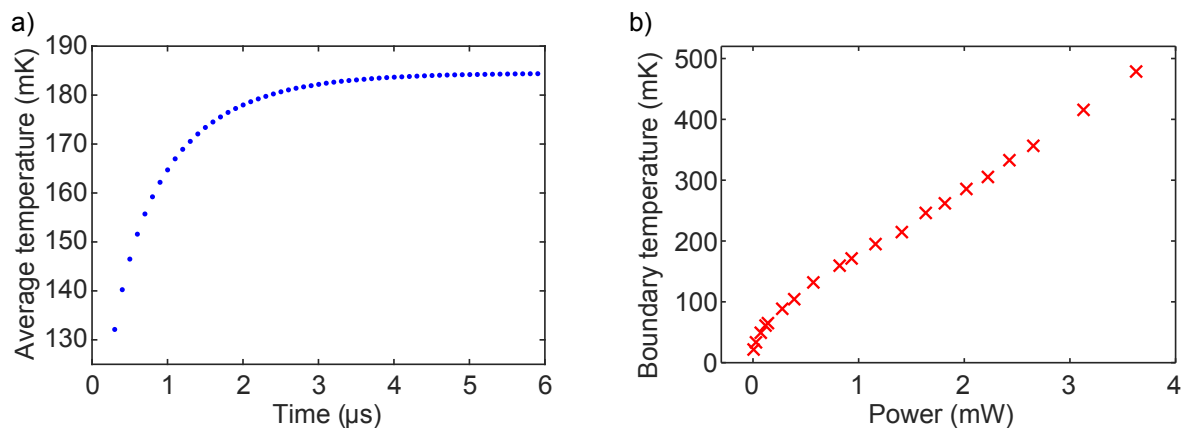 a)
Average temperature (mK)
190
180
170
160
150
140
130
0 1 2 3 4 5 6
Time (μs)
b)
Boundary temperature (mK)
500
400
300
200
100
0
0 1 2 3 4
Power (mW)